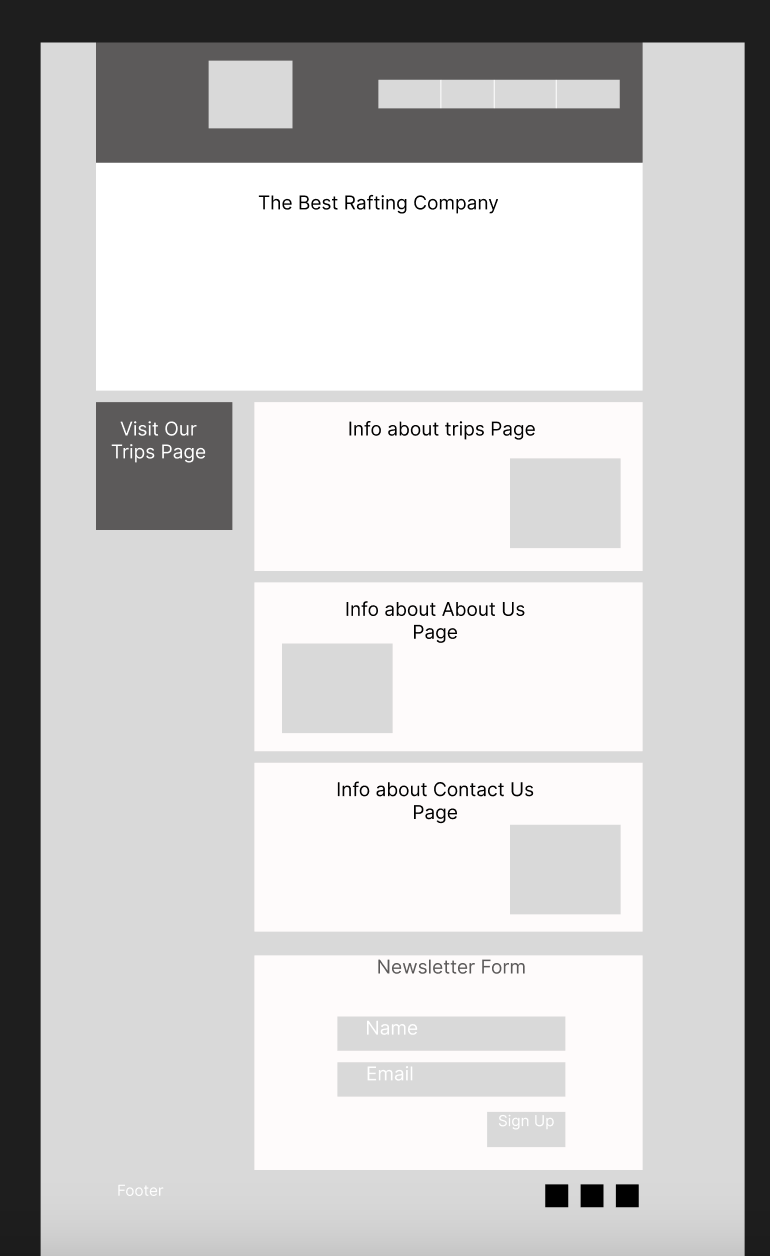 The Best Rafting Company
Visit Our
Trips Page
Info about trips Page
Info about About Us
Page
Info about Contact Us
Page
Newsletter Form
Name
Email
Sign Up
Footer